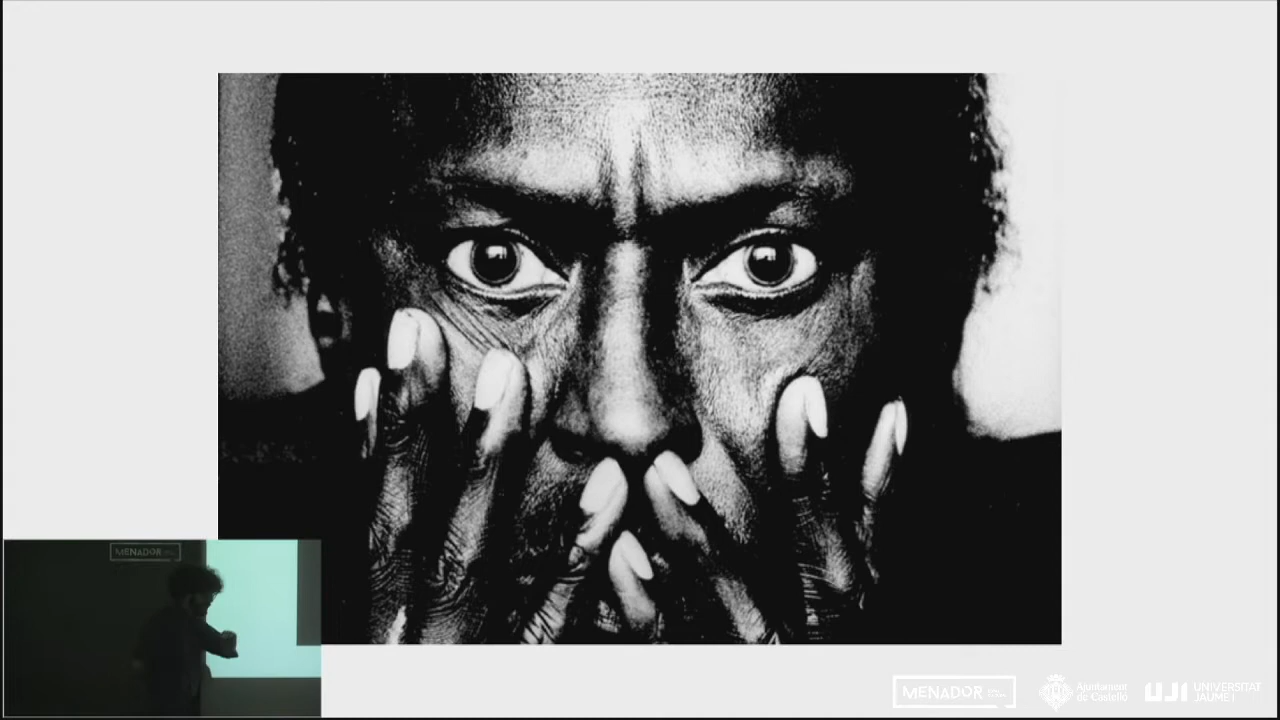 MENADOR
MENADOR
Ajuntament
de Castelló
UJI UNIVERSITAT
JAUME I